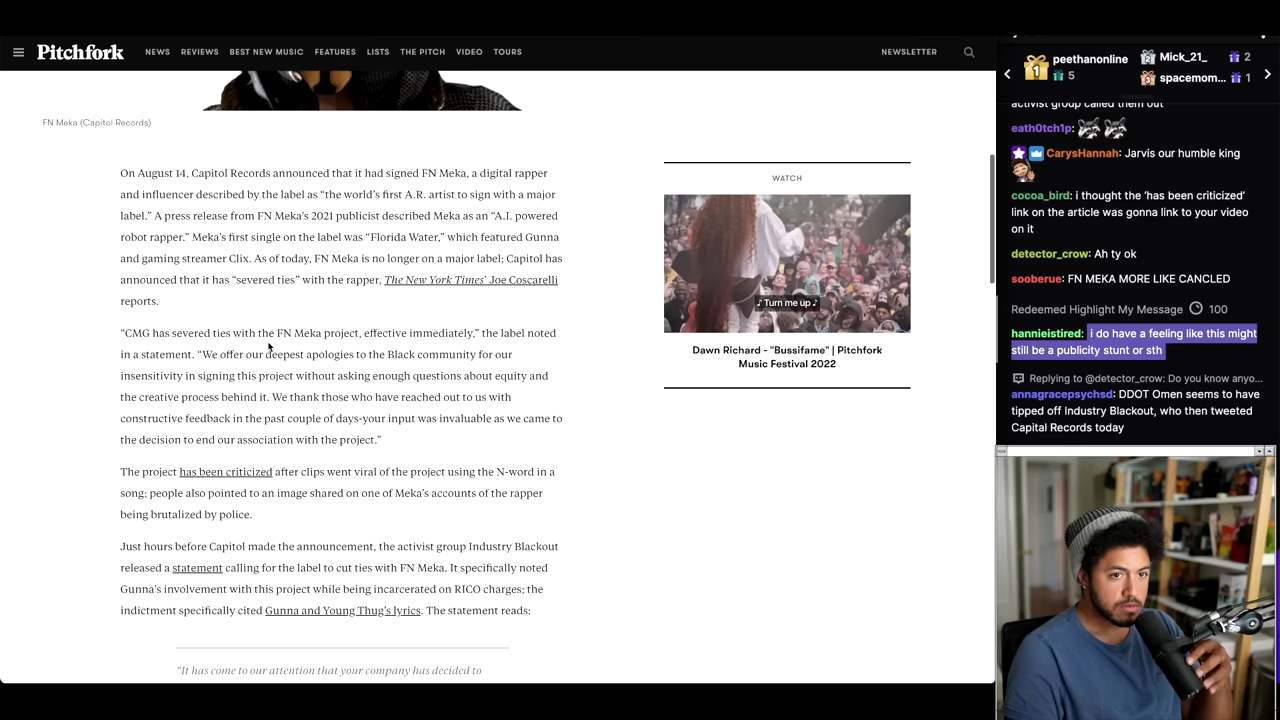 Pitchfork
NEWS
REVIEWS
BEST NEW MUSIC
FEATURES
LISTS
THE PITCH
VIDEO
TOURS
NEWSLETTER
FN Meka (Capitol Records)
On August 14, Capitol Records announced that it had signed FN Meka, a digital rapper
and influencer described by the label as “the world’s first A.R. artist to sign with a major
label.” A press release from FN Meka’s 2021 publicist described Meka as an “A.I. powered
robot rapper.” Meka’s first single on the label was “Florida Water,” which featured Gunna
and gaming streamer Clix. As of today, FN Meka is no longer on a major label; Capitol has
announced that it has “severed ties” with the rapper, The New York Times’ Joe Coscarelli
reports.
“CMG has severed ties with the FN Meka project, effective immediately,” the label noted
in a statement. “We offer our deepest apologies to the Black community for our
insensitivity in signing this project without asking enough questions about equity and
the creative process behind it. We thank those who have reached out to us with
constructive feedback in the past couple of days-your input was invaluable as we came to
the decision to end our association with the project.”
The project has been criticized after clips went viral of the project using the N-word in a
song; people also pointed to an image shared on one of Meka’s accounts of the rapper
being brutalized by police.
Just hours before Capitol made the announcement, the activist group Industry Blackout
released a statement calling for the label to cut ties with FN Meka. It specifically noted
Gunna’s involvement with this project while being incarcerated on RICO charges; the
indictment specifically cited Gunna and Young Thug’s lyrics. The statement reads:
“It has come to our attention that your company has decided to
WATCH
♪ Turn me up ♪
Dawn Richard - "Bussifame" | Pitchfork
Music Festival 2022
1
peethanonline
5
2
Mick_21_
2
3
spacemom...
1
activist group called them out
eath0tch1p:
CarysHannah: Jarvis our humble king
cocoa_bird: i thought the ‘has been criticized’
link on the article was gonna link to your video
on it
detector_crow: Ah ty ok
sooberue: FN MEKA MORE LIKE CANCLED
Redeemed Highlight My Message 100
hannieistired: i do have a feeling like this might
still be a publicity stunt or sth
Replying to @detector_crow: Do you know anyo...
annagracepsychsd: DDOT Omen seems to have
tipped off Industry Blackout, who then tweeted
Capital Records today